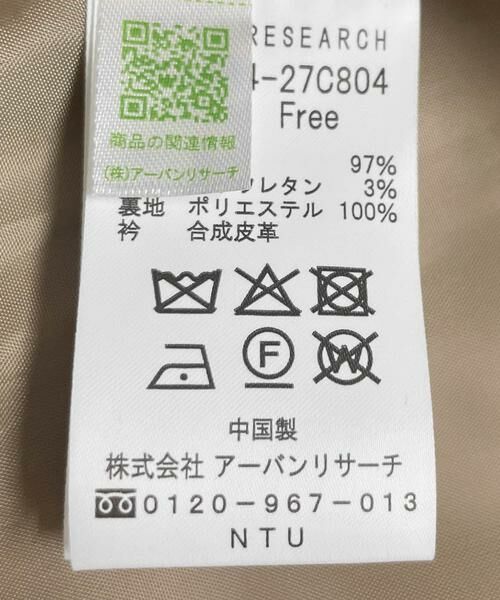 RESEARCH
4-27C804
Free
商品の関連情報
(株)アーバンリサーチ
97%
ウレタン 3%
裏地 ポリエステル 100%
衿 合成皮革
F
W
中国製
株式会社 アーバンリサーチ
0120-967-013
NTU